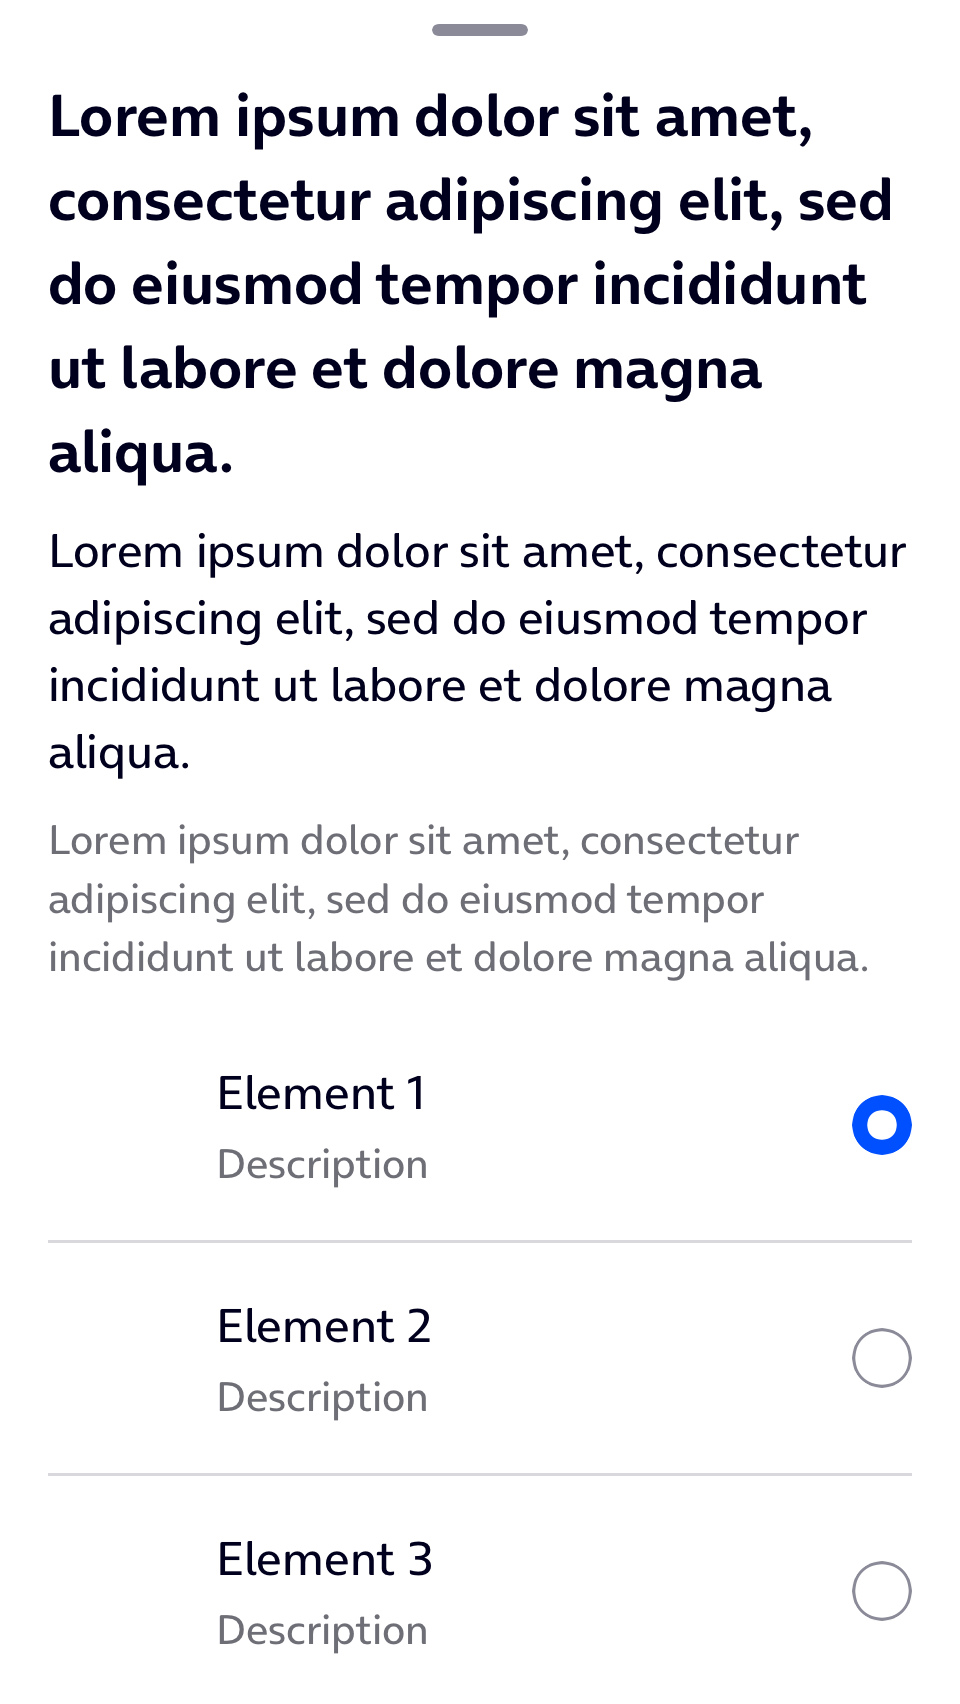 Lorem ipsum dolor sit amet,
consectetur adipiscing elit, sed
do eiusmod tempor incididunt
ut labore et dolore magna
aliqua.
Lorem ipsum dolor sit amet, consectetur
adipiscing elit, sed do eiusmod tempor
incididunt ut labore et dolore magna
aliqua.
Lorem ipsum dolor sit amet, consectetur
adipiscing elit, sed do eiusmod tempor
incididunt ut labore et dolore magna aliqua.
Element 1
Description
Element 2
Description
Element 3
Description